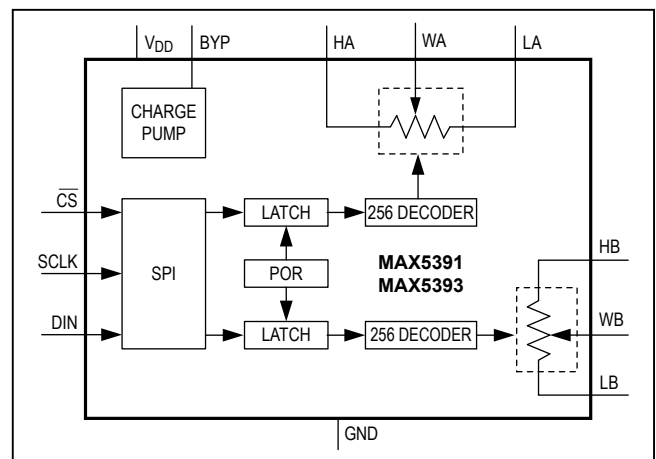 VDD BYP HA WA LA
CHARGE
PUMP
CS
LATCH 256 DECODER
SCLK SPI POR
MAX5391
MAX5393
HB
DIN LATCH 256 DECODER WB
LB
GND